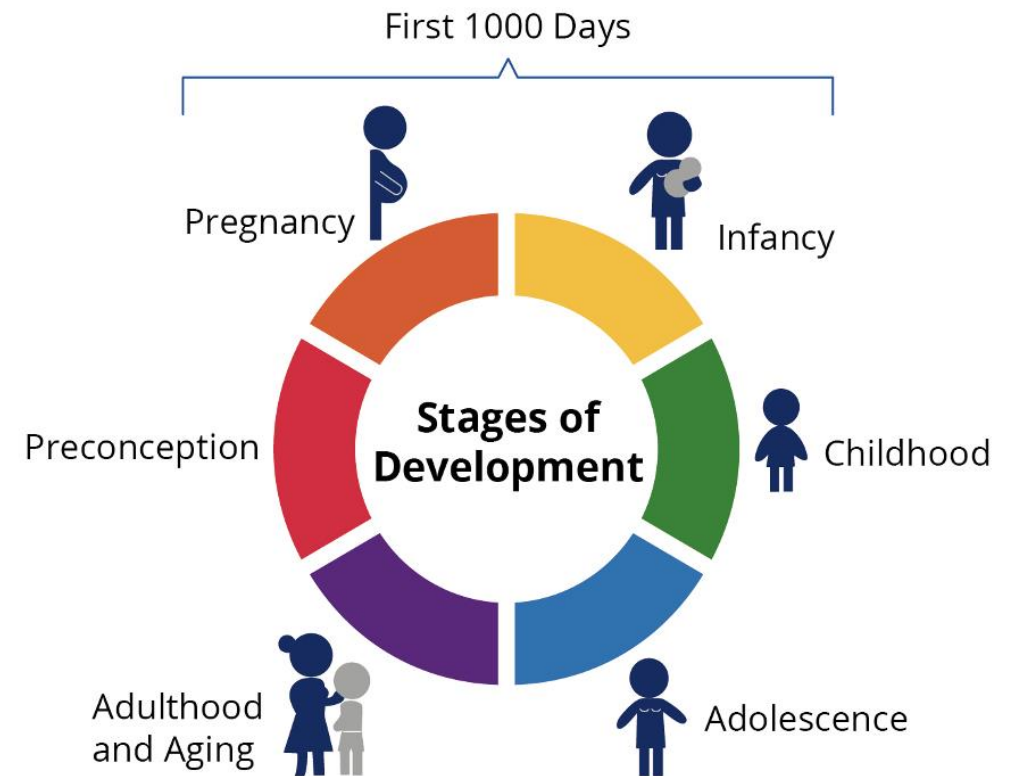 First 1000 Days
Pregnancy
Infancy
Stages of
Development
Preconception
Childhood
Adulthood
and Aging
Adolescence